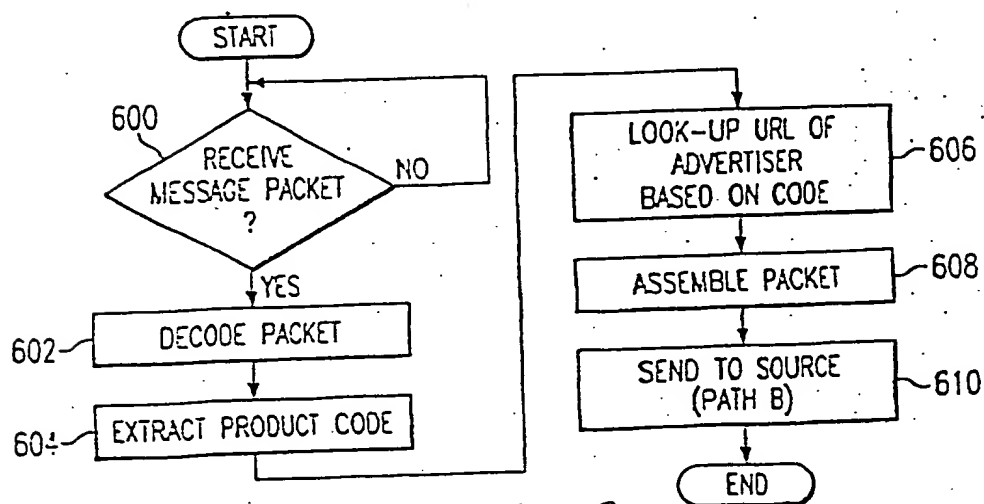 START
600
RECEIVE
MESSAGE PACKET
?
NO
YES
602
DECODE PACKET
604
EXTRACT PRODUCT CODE
LOOK-UP URL OF
ADVERTISER
BASED ON CODE
606
ASSEMBLE PACKET
608
SEND TO SOURCE
(PATH B)
610
END